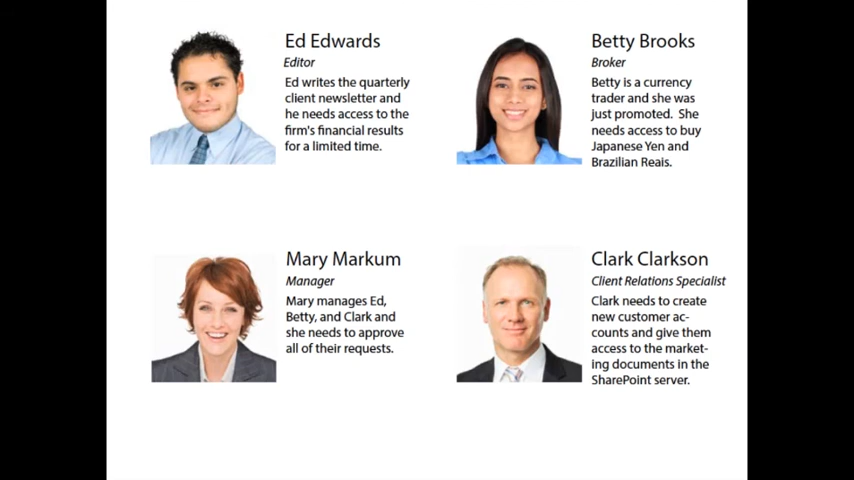 Ed Edwards
Editor
Ed writes the quarterly
client newsletter and
he needs access to the
firm's financial results
for a limited time.
Betty Brooks
Broker
Betty is a currency
trader and she was
just promoted. She
needs access to buy
Japanese Yen and
Brazilian Reais.
Mary Markum
Manager
Mary manages Ed,
Betty, and Clark and
she needs to approve
all of their requests.
Clark Clarkson
Client Relations Specialist
Clark needs to create
new customer ac-
counts and give them
access to the market-
ing documents in the
SharePoint server.